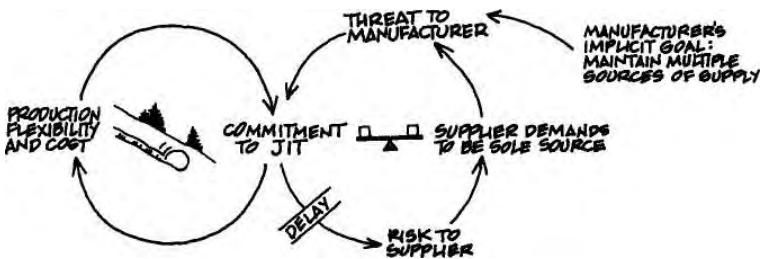 THREAT TO
MANUFACTURER
MANUFACTURER'S
IMPLICIT GOAL:
MAINTAIN MULTIPLE
SOURCES OF SUPPLY
PRODUCTION
FLEXIBILITY
AND COST
COMMITMENT
TO JIT
SUPPLIER DEMANDS
TO BE SOLE SOURCE
DELAY
RISK TO
SUPPLIER